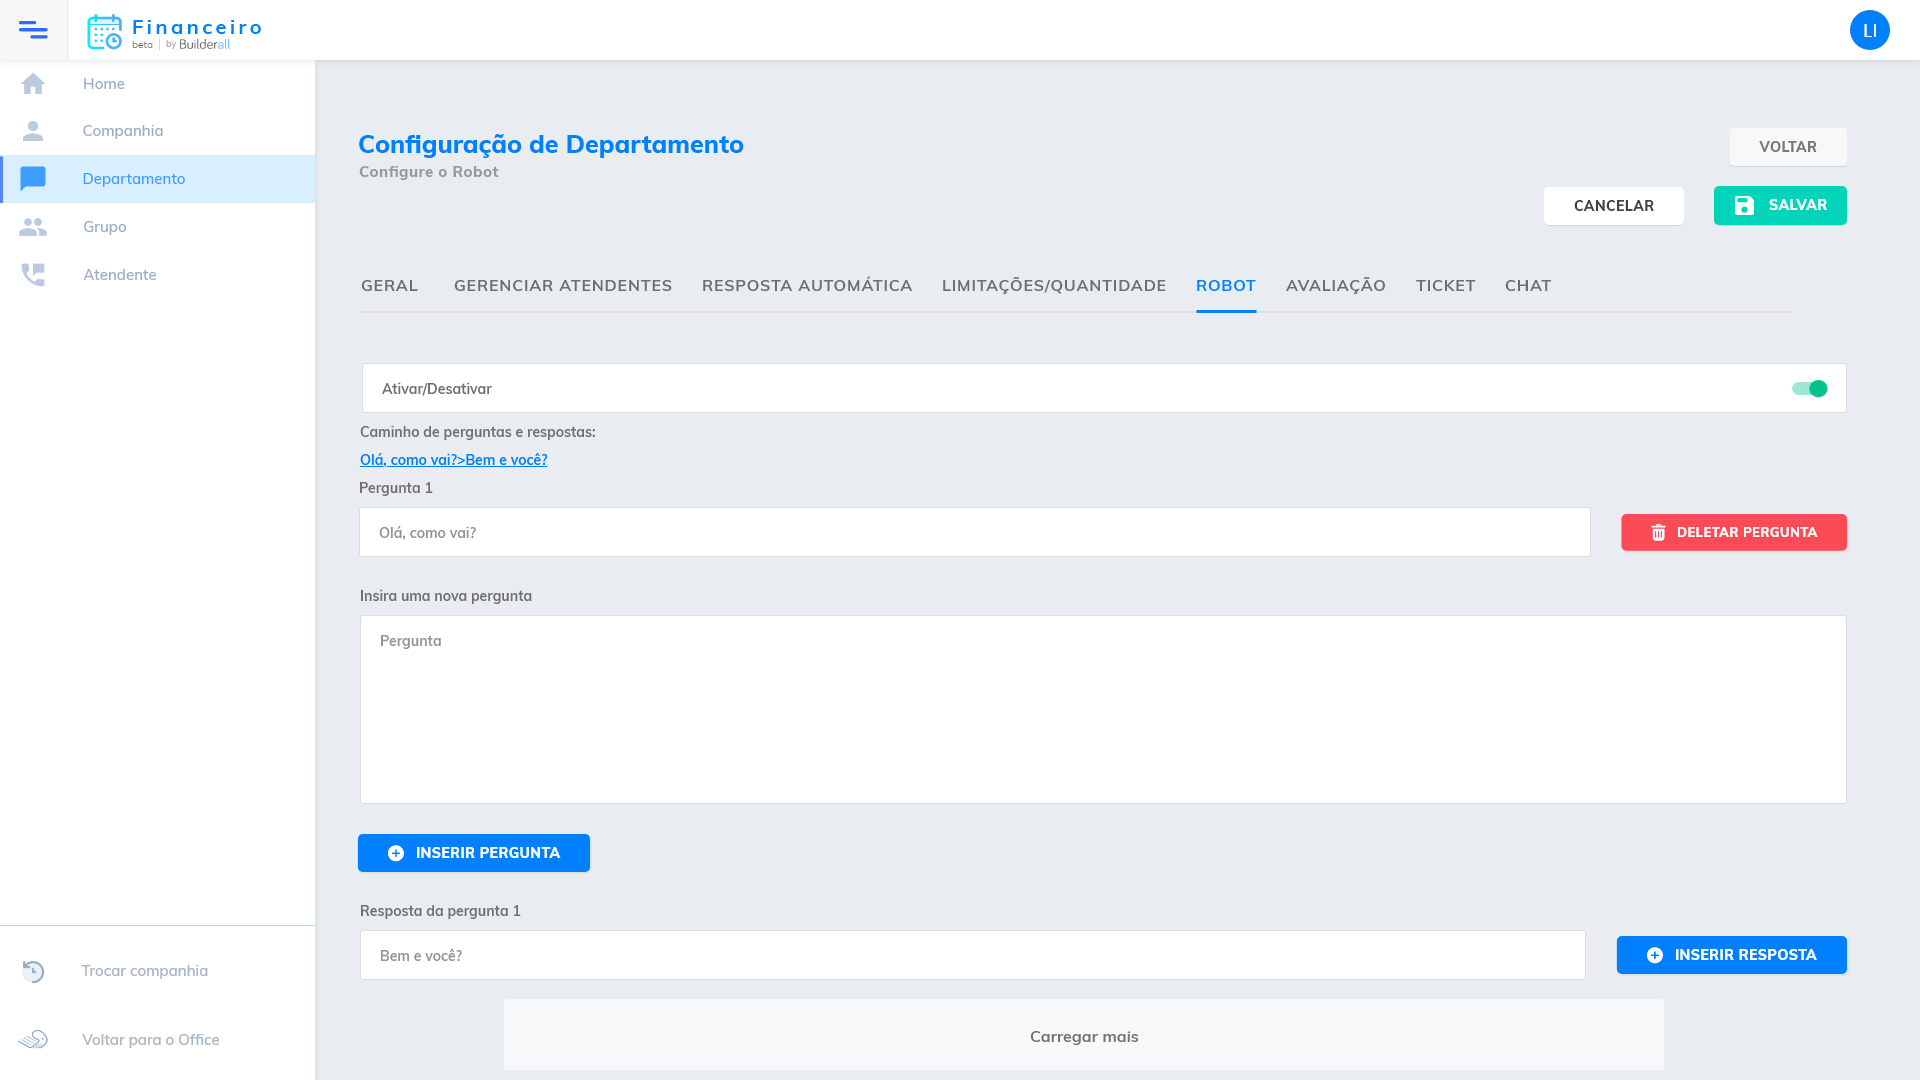 Financeiro
beta | by Builderall
LI
Home
Companhia
Departamento
Grupo
Atendente
Trocar companhia
Voltar para o Office
Configuração de Departamento
Configure o Robot
VOLTAR
CANCELAR
SALVAR
GERAL GERENCIAR ATENDENTES RESPOSTA AUTOMÁTICA LIMITAÇÕES/QUANTIDADE ROBOT AVALIAÇÃO TICKET CHAT
Ativar/Desativar
Caminho de perguntas e respostas:
Olá, como vai?>Bem e você?
Pergunta 1
Olá, como vai?
DELETAR PERGUNTA
Insira uma nova pergunta
Pergunta
INSERIR PERGUNTA
Resposta da pergunta 1
Bem e você?
INSERIR RESPOSTA
Carregar mais